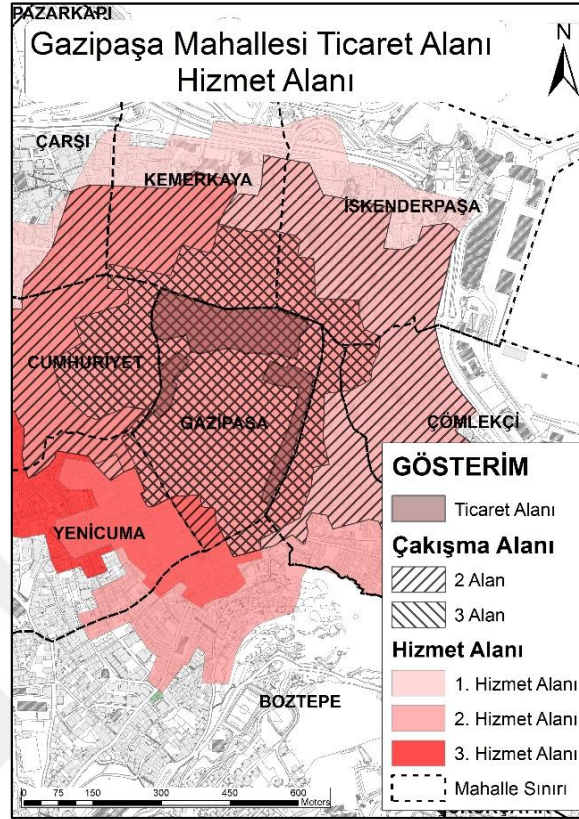 PAZARKAPI
Gazipaşa Mahallesi Ticaret Alanı
Hizmet Alanı
N
ÇARŞI
KEMERKAYA
İSKENDERPAŞA
CUMHURİYET
GAZİPAŞA
ÇÖMLEKÇİ
YENİCUMA
BOZTEPE
GÖSTERİM
Ticaret Alanı
Çakışma Alanı
2 Alan
3 Alan
Hizmet Alanı
1. Hizmet Alanı
2. Hizmet Alanı
3. Hizmet Alanı
Mahalle Sınırı
0 75 150 300 450 600
Meters